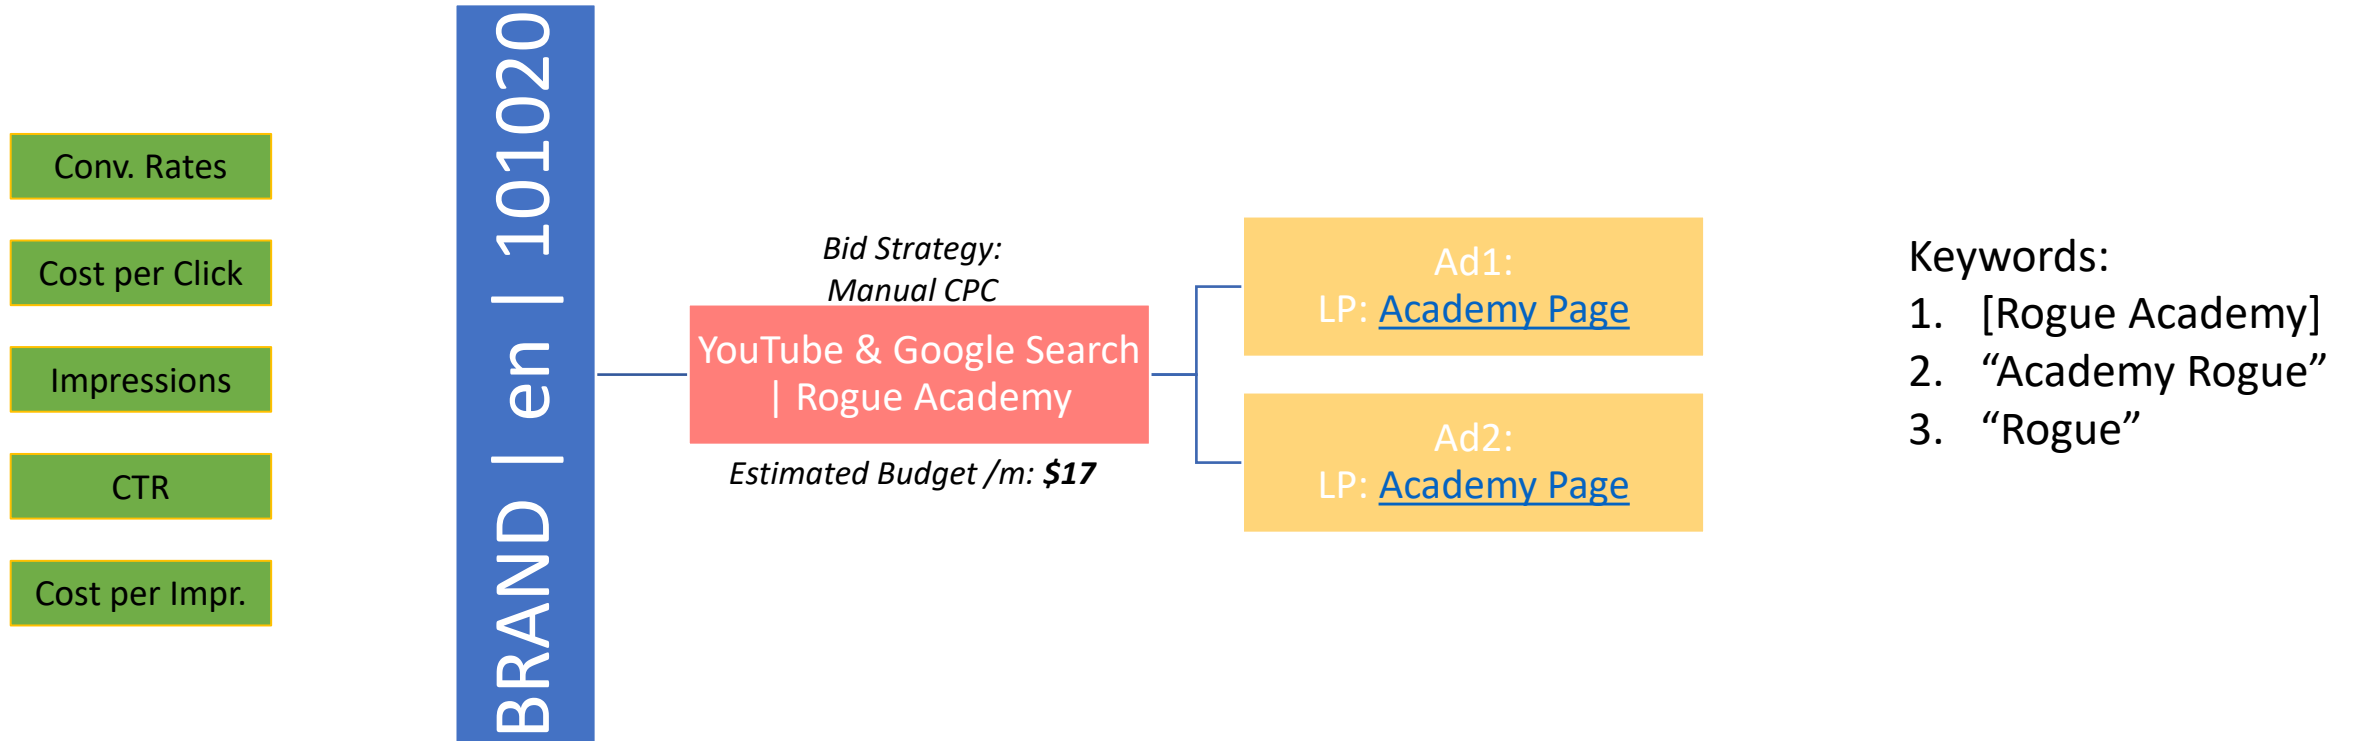 Conv. Rates
Cost per Click
Impressions
CTR
Cost per Impr.
BRAND | en | 101020
Bid Strategy:
Manual CPC
YouTube & Google Search
| Rogue Academy
Estimated Budget /m: $17
Ad1:
LP: Academy Page
Ad2:
LP: Academy Page
Keywords:
1. [Rogue Academy]
2. “Academy Rogue”
3. “Rogue”